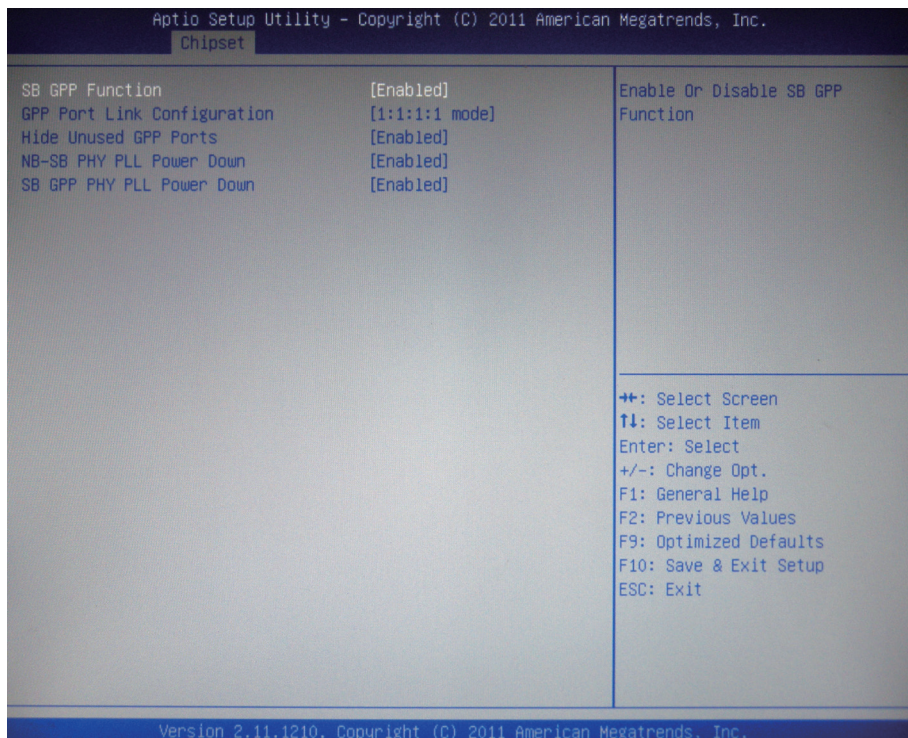 Aptio Setup Utility – Copyright (C) 2011 American Megatrends, Inc.
Chipset
SB GPP Function [Enabled]
GPP Port Link Configuration [1:1:1:1 mode]
Hide Unused GPP Ports [Enabled]
NB-SB PHY PLL Power Down [Enabled]
SB GPP PHY PLL Power Down [Enabled]
Enable Or Disable SB GPP
Function
→←: Select Screen
↑↓: Select Item
Enter: Select
+/-: Change Opt.
F1: General Help
F2: Previous Values
F9: Optimized Defaults
F10: Save & Exit Setup
ESC: Exit
Version 2.11.1210. Copyright (C) 2011 American Megatrends, Inc.